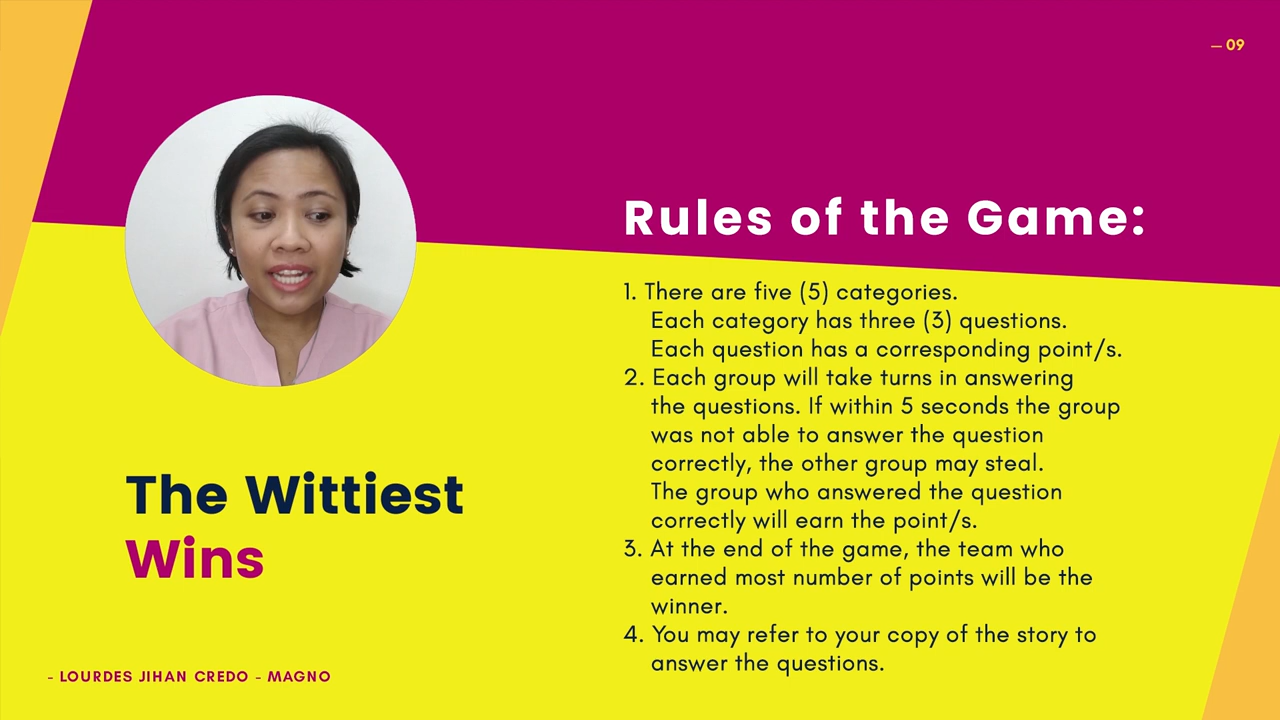 — 09
Rules of the Game:
1. There are five (5) categories.
Each category has three (3) questions.
Each question has a corresponding point/s.
2. Each group will take turns in answering
the questions. If within 5 seconds the group
was not able to answer the question
correctly, the other group may steal.
The group who answered the question
correctly will earn the point/s.
3. At the end of the game, the team who
earned most number of points will be the
winner.
4. You may refer to your copy of the story to
answer the questions.
The Wittiest
Wins
- LOURDES JIHAN CREDO - MAGNO